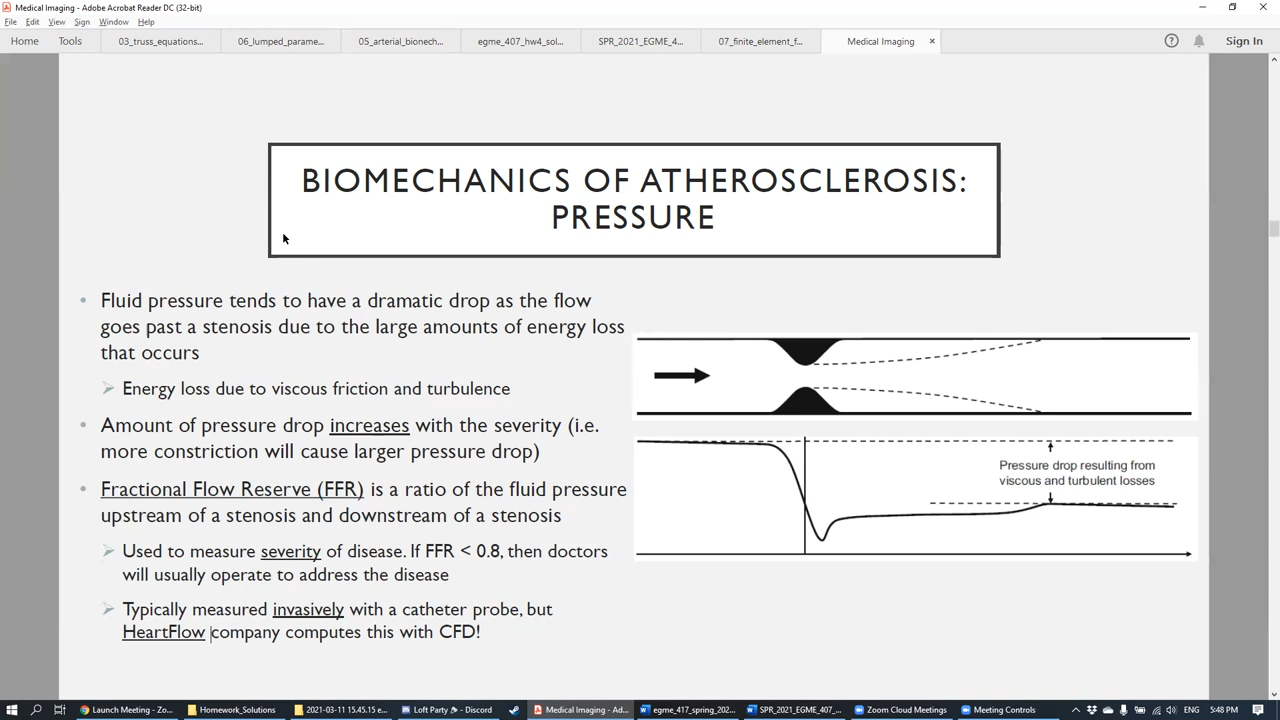 Medical Imaging - Adobe Acrobat Reader DC (32-bit)
File Edit View Sign Window Help
Home Tools 03_truss_equations... 06_lumped_parame... 05_arterial_bionech... egme_407_hw4_sol... SPR_2021_EGME_4... 07_finite_element_f... Medical Imaging × Sign In
BIOMECHANICS OF ATHEROSCLEROSIS:
PRESSURE
• Fluid pressure tends to have a dramatic drop as the flow
goes past a stenosis due to the large amounts of energy loss
that occurs
Energy loss due to viscous friction and turbulence
• Amount of pressure drop increases with the severity (i.e.
more constriction will cause larger pressure drop)
• Fractional Flow Reserve (FFR) is a ratio of the fluid pressure
upstream of a stenosis and downstream of a stenosis
Used to measure severity of disease. If FFR < 0.8, then doctors
will usually operate to address the disease
Typically measured invasively with a catheter probe, but
HeartFlow company computes this with CFD!
Pressure drop resulting from
viscous and turbulent losses
Launch Meeting - Zo... Homework_Solutions 2021-03-11 15.45.15 e... Loft Party 🎉 - Discord Medical Imaging - Ad... egme_417_spring_202... SPR_2021_EGME_407_... Zoom Cloud Meetings Meeting Controls ENG 5:48 PM